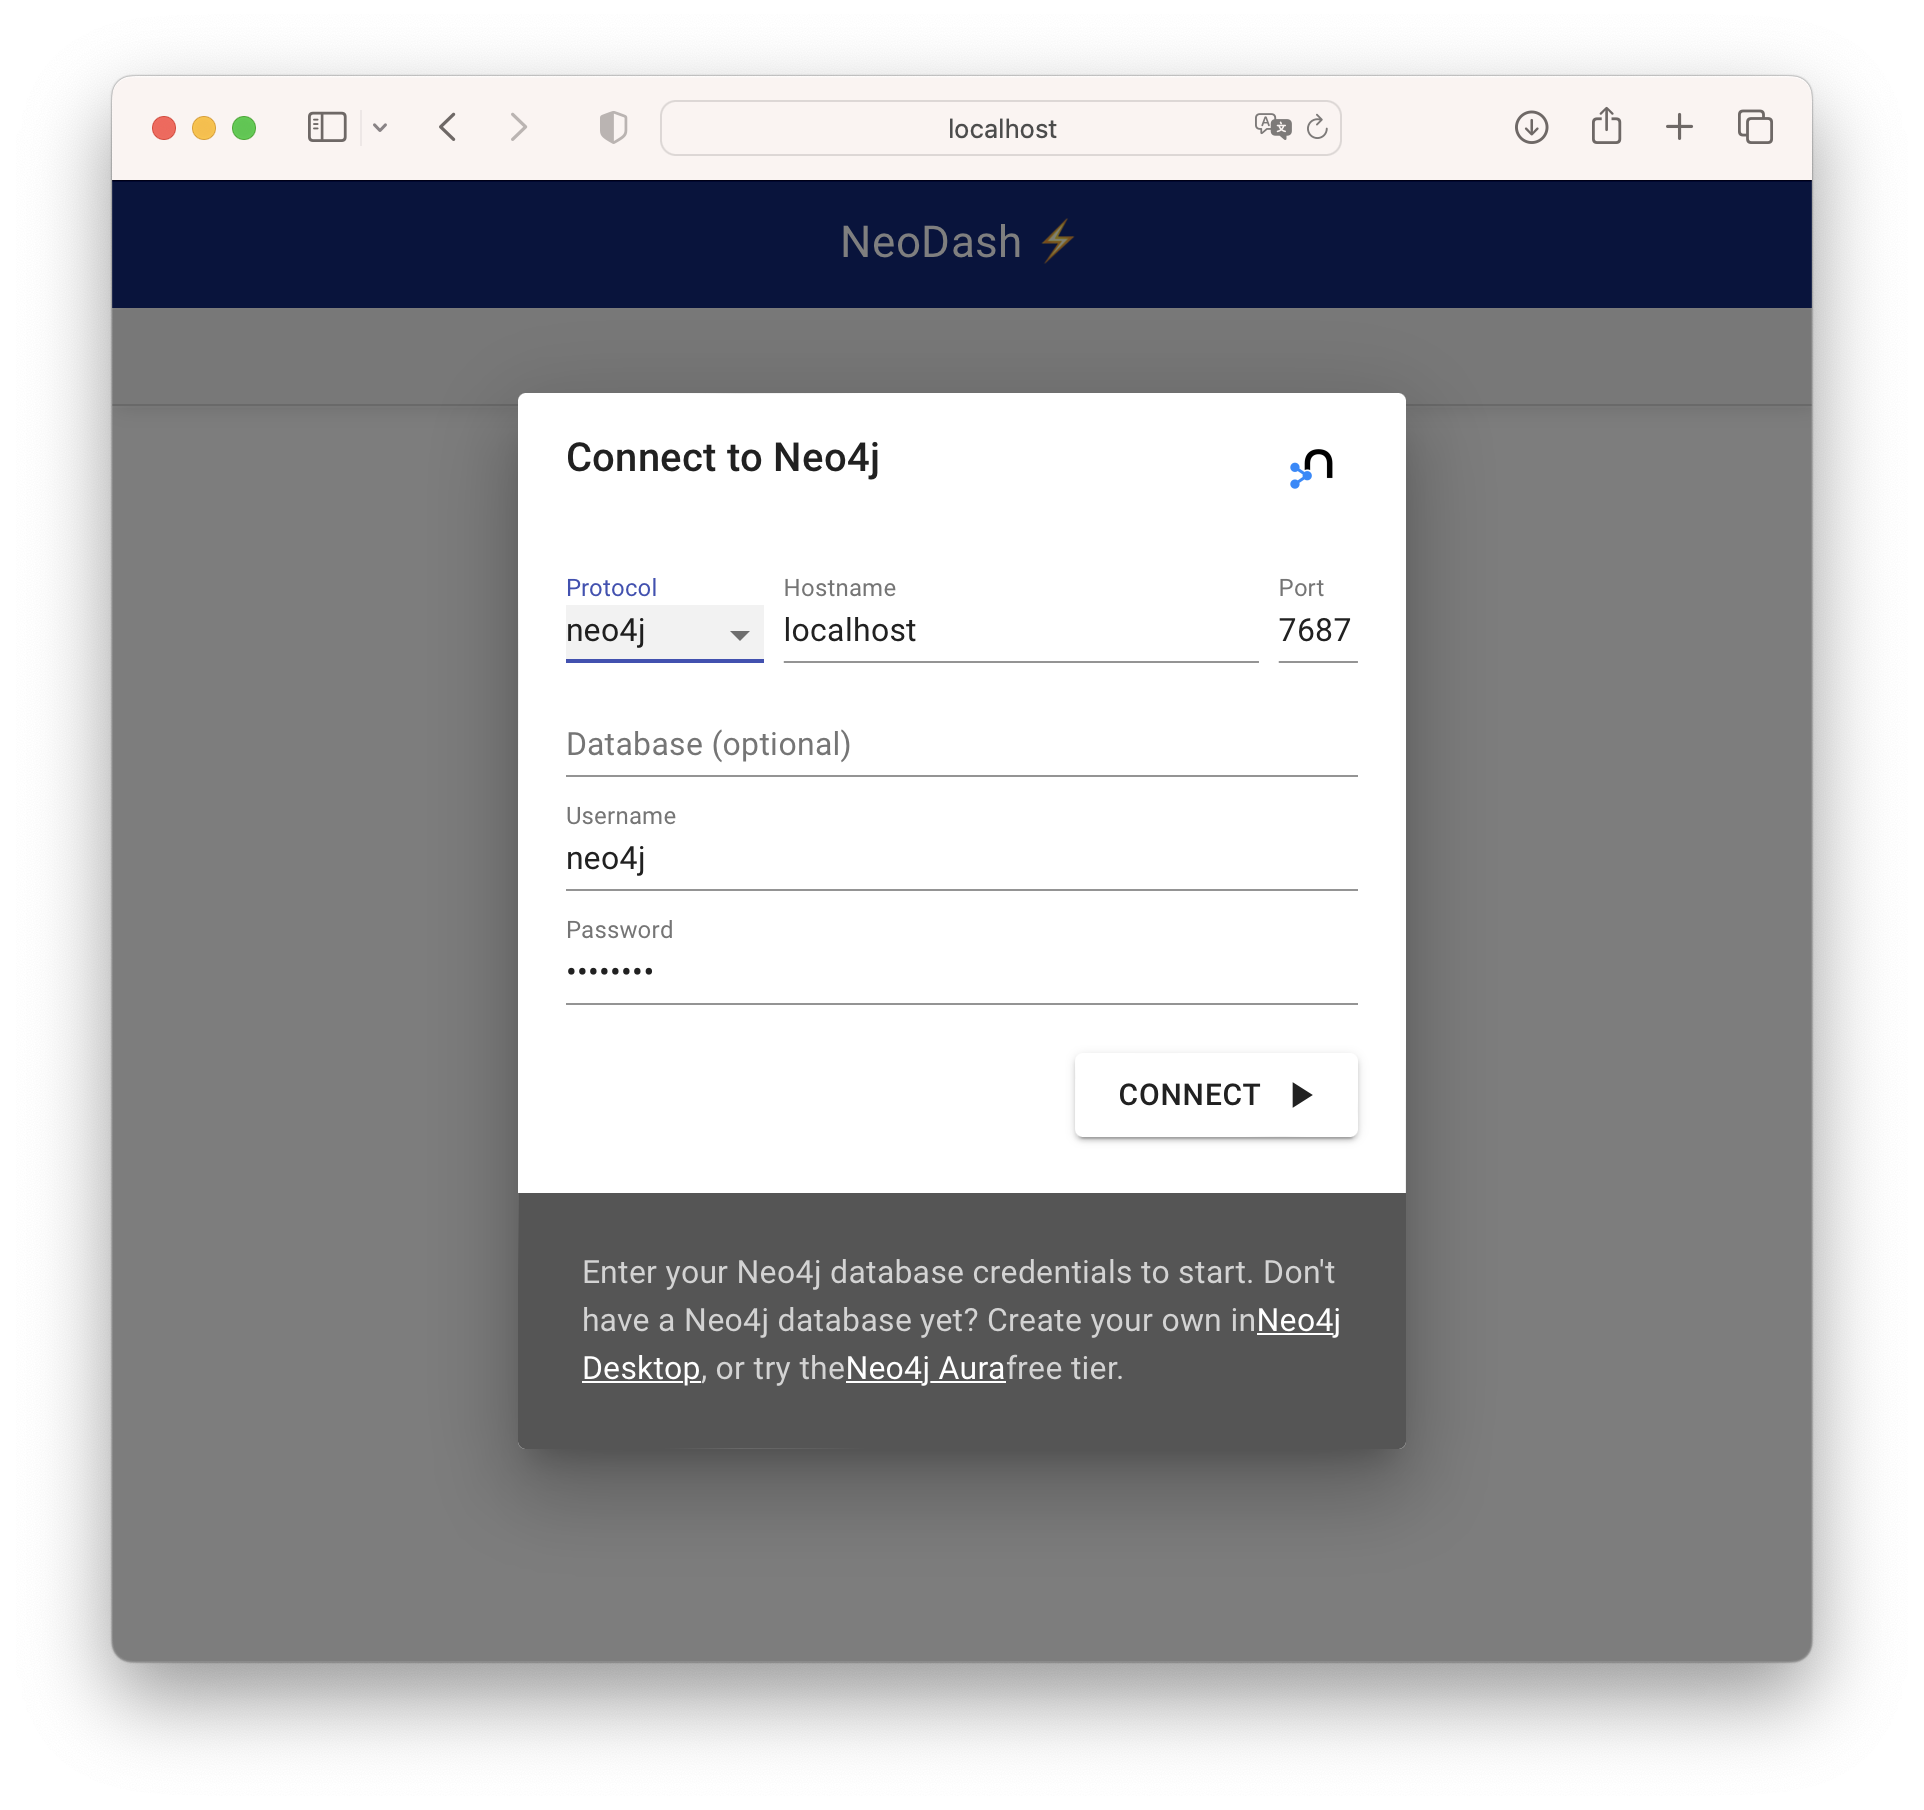 localhost
NeoDash ⚡
Connect to Neo4j
Protocol Hostname Port
neo4j localhost 7687
Database (optional)
Username
neo4j
Password
••••••••
CONNECT
Enter your Neo4j database credentials to start. Don't
have a Neo4j database yet? Create your own inNeo4j
Desktop, or try theNeo4j Aurafree tier.